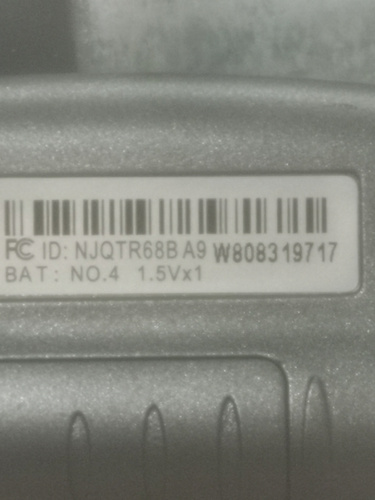 FC ID: NJQTR68B A9 W808319717
BAT: NO.4 1.5Vx1